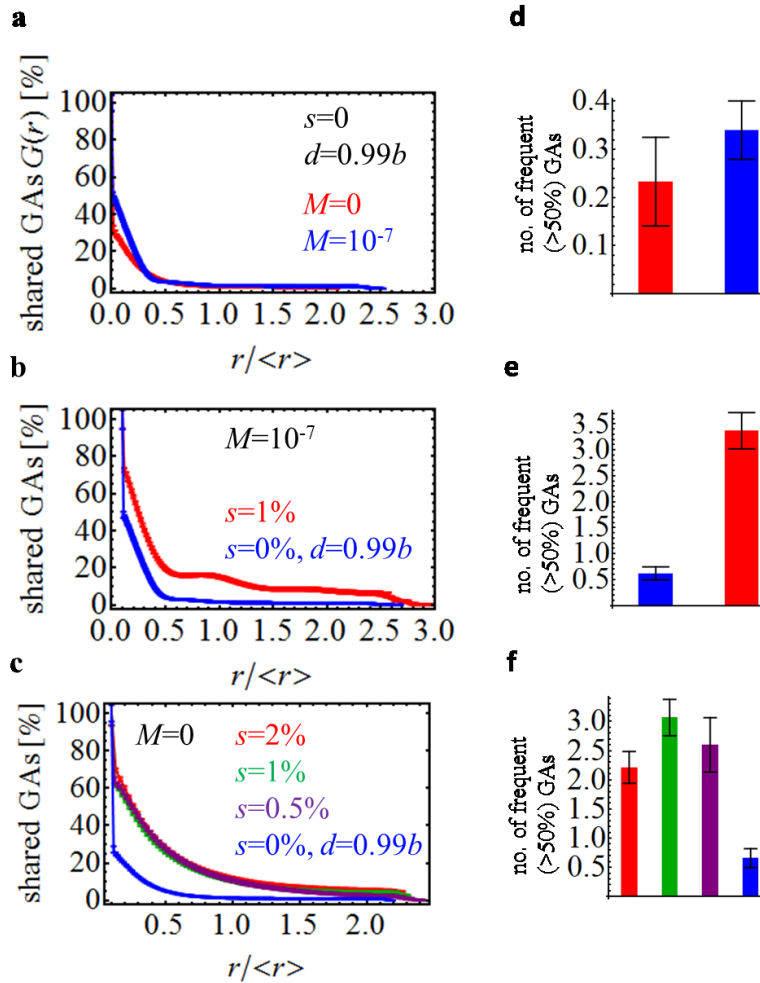 a
shared GAs G(r) [%]
100
80
60
40
20
0
s=0
d=0.99b
M=0
M=10⁻⁷
0.0 0.5 1.0 1.5 2.0 2.5 3.0
r/<r>
d
no. of frequent
(>50%) GAs
0.4
0.3
0.2
0.1
b
shared GAs [%]
100
80
60
40
20
0
M=10⁻⁷
s=1%
s=0%, d=0.99b
0.0 0.5 1.0 1.5 2.0 2.5 3.0
r/<r>
e
no. of frequent
(>50%) GAs
3.5
3.0
2.5
2.0
1.5
1.0
0.5
c
shared GAs [%]
100
80
60
40
20
0
M=0
s=2%
s=1%
s=0.5%
s=0%, d=0.99b
0.5 1.0 1.5 2.0
r/<r>
f
no. of frequent
(>50%) GAs
3.0
2.5
2.0
1.5
1.0
0.5